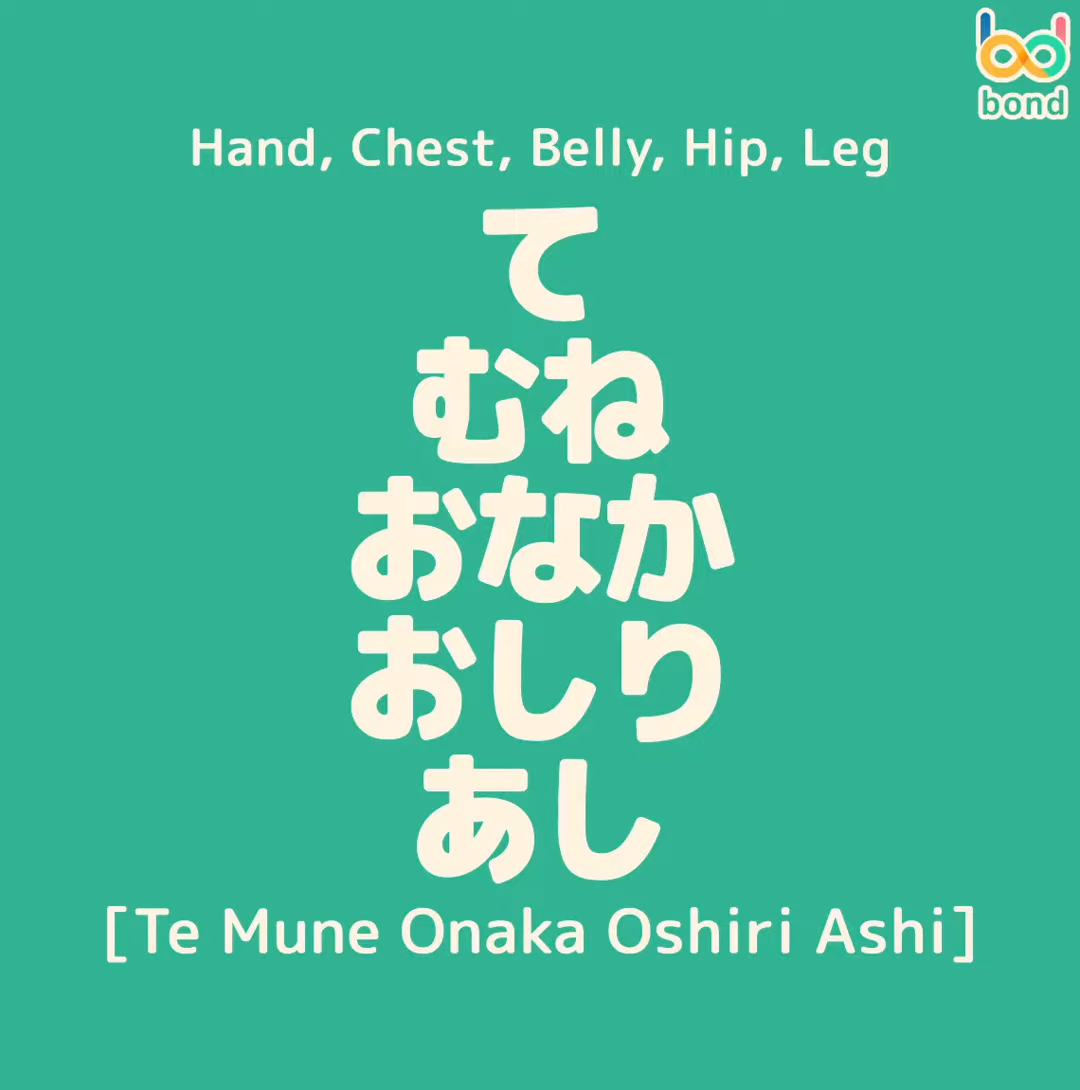 bond
Hand, Chest, Belly, Hip, Leg
て
むね
おなか
おしり
あし
[Te Mune Onaka Oshiri Ashi]